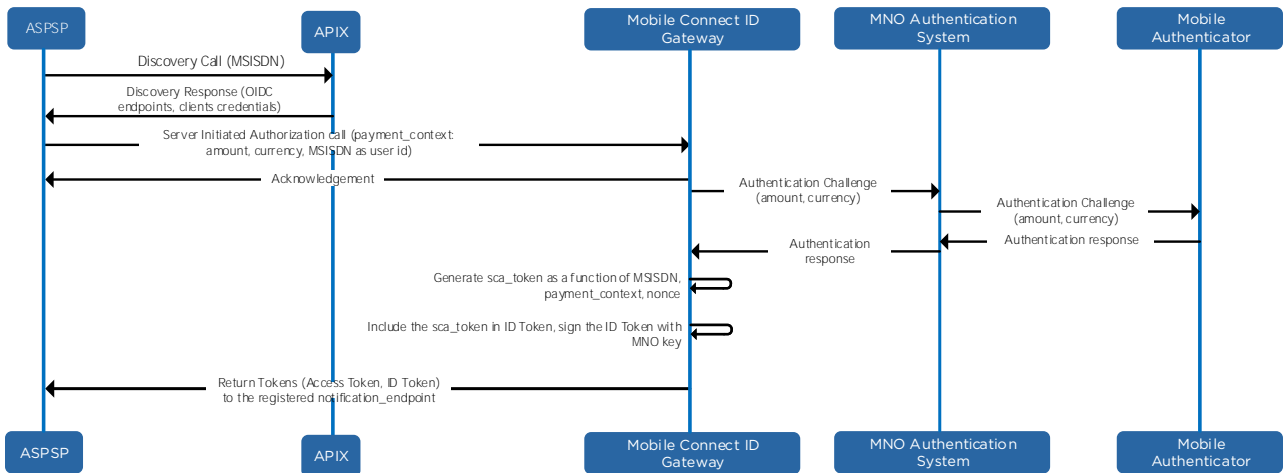 ASPSP
APIX
Mobile Connect ID
Gateway
MNO Authentication
System
Mobile
Authenticator
Discovery Call (MSISDN)
Discovery Response (OIDC
endpoints, clients credentials)
Server Initiated Authorization call (payment_context:
amount, currency, MSISDN as user id)
Acknowledgement
Authentication Challenge
(amount, currency)
Authentication Challenge
(amount, currency)
Authentication response
Authentication
response
Generate sca_token as a function of MSISDN,
payment_context, nonce
Include the sca_token in ID Token, sign the ID Token with
MNO key
Return Tokens (Access Token, ID Token)
to the registered notification_endpoint
ASPSP
APIX
Mobile Connect ID
Gateway
MNO Authentication
System
Mobile
Authenticator